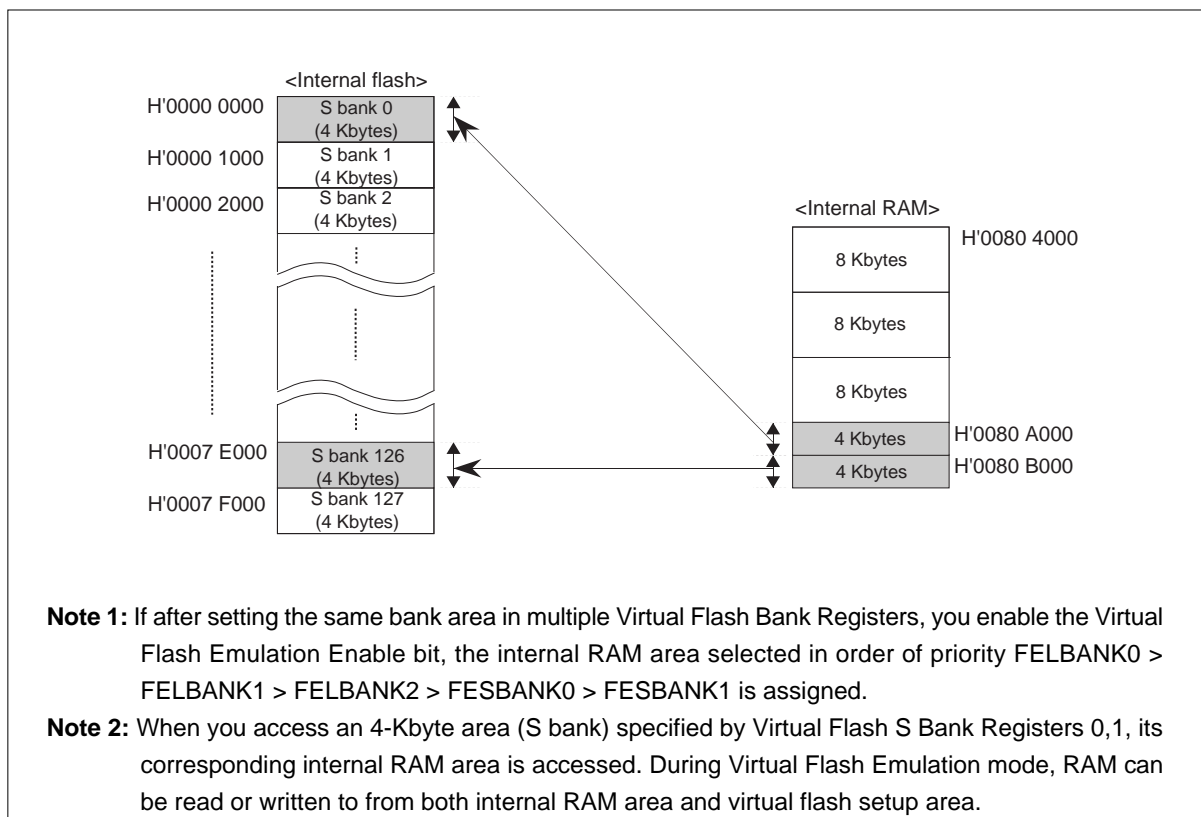 <Internal flash>
H'0000 0000
S bank 0
(4 Kbytes)
H'0000 1000
S bank 1
(4 Kbytes)
H'0000 2000
S bank 2
(4 Kbytes)
H'0007 E000
S bank 126
(4 Kbytes)
H'0007 F000
S bank 127
(4 Kbytes)
<Internal RAM>
H'0080 4000
8 Kbytes
8 Kbytes
8 Kbytes
4 Kbytes
H'0080 A000
4 Kbytes
H'0080 B000
Note 1: If after setting the same bank area in multiple Virtual Flash Bank Registers, you enable the Virtual
Flash Emulation Enable bit, the internal RAM area selected in order of priority FELBANK0 >
FELBANK1 > FELBANK2 > FESBANK0 > FESBANK1 is assigned.
Note 2: When you access an 4-Kbyte area (S bank) specified by Virtual Flash S Bank Registers 0,1, its
corresponding internal RAM area is accessed. During Virtual Flash Emulation mode, RAM can
be read or written to from both internal RAM area and virtual flash setup area.